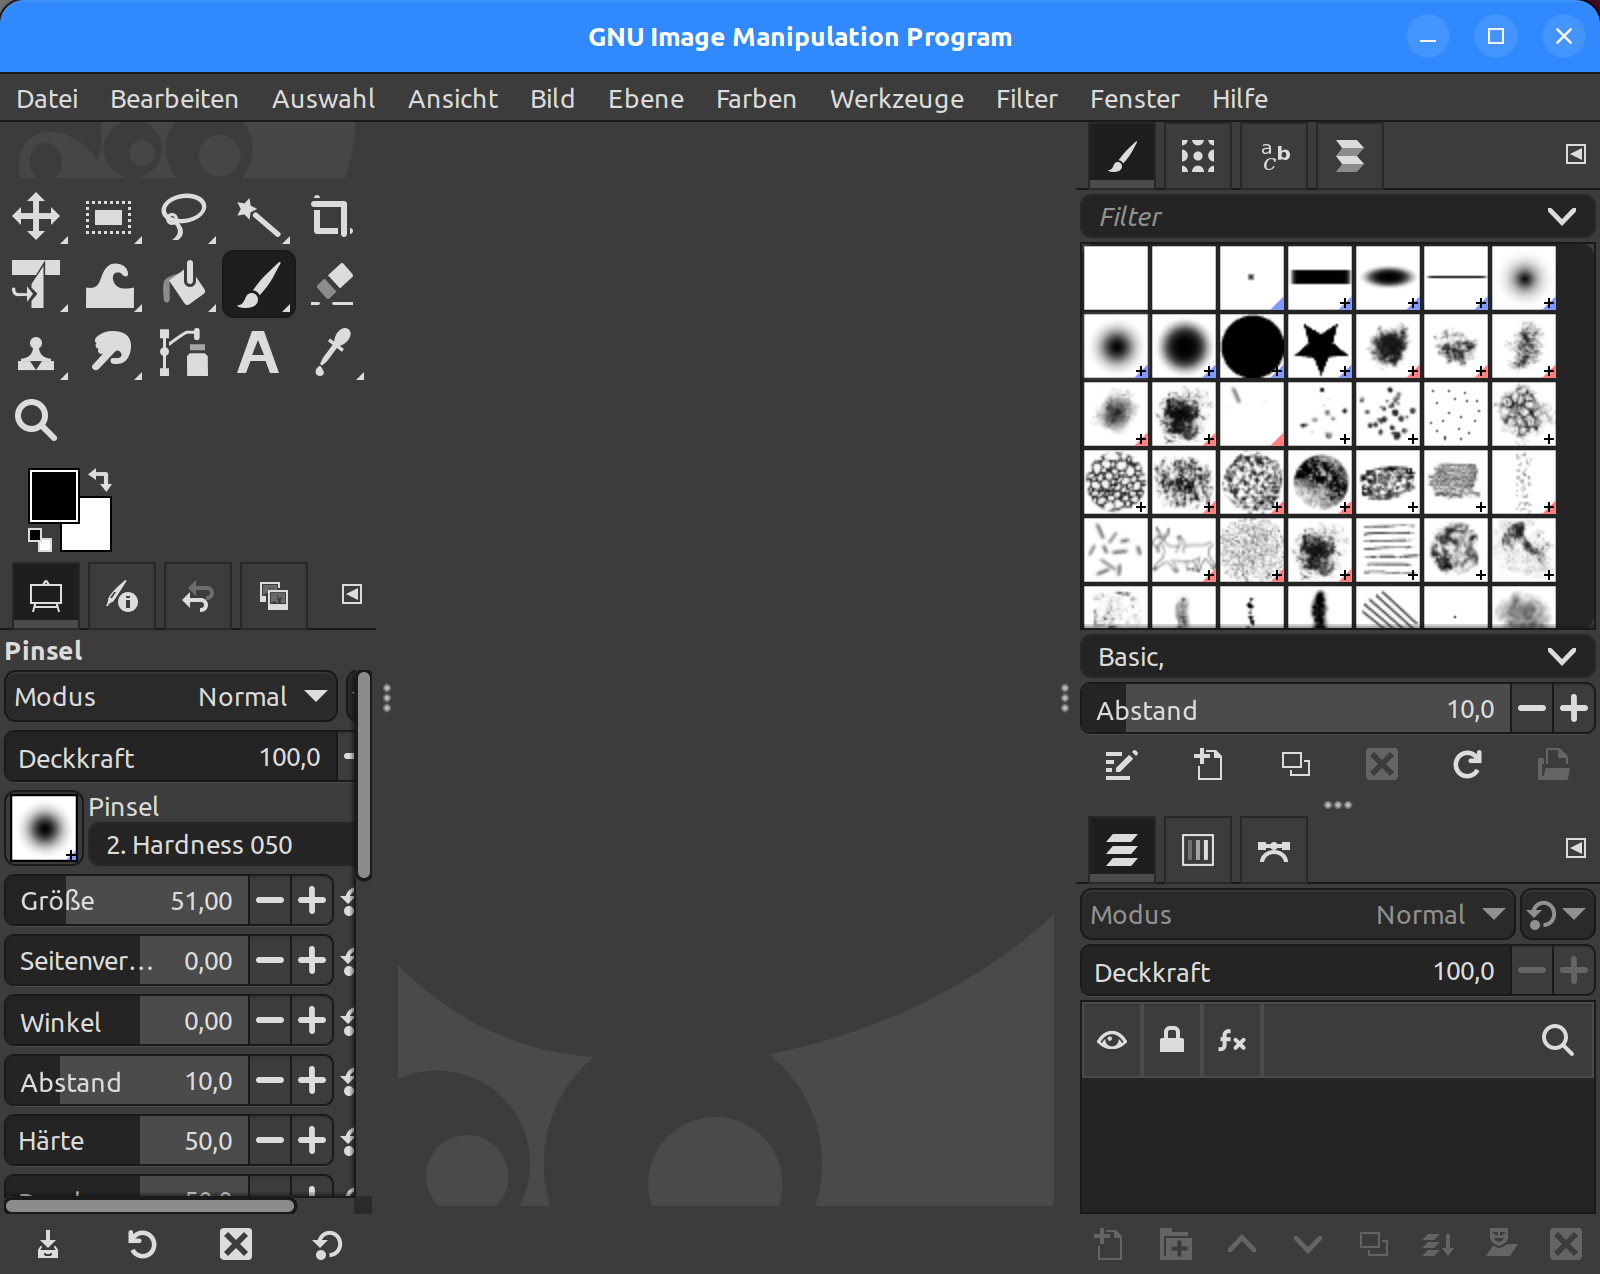 GNU Image Manipulation Program
Datei Bearbeiten Auswahl Ansicht Bild Ebene Farben Werkzeuge Filter Fenster Hilfe
Filter
Pinsel
Modus Normal
Deckkraft 100,0
Pinsel
2. Hardness 050
Größe 51,00
Seitenver... 0,00
Winkel 0,00
Abstand 10,0
Härte 50,0
Basic,
Abstand 10,0
Modus Normal
Deckkraft 100,0